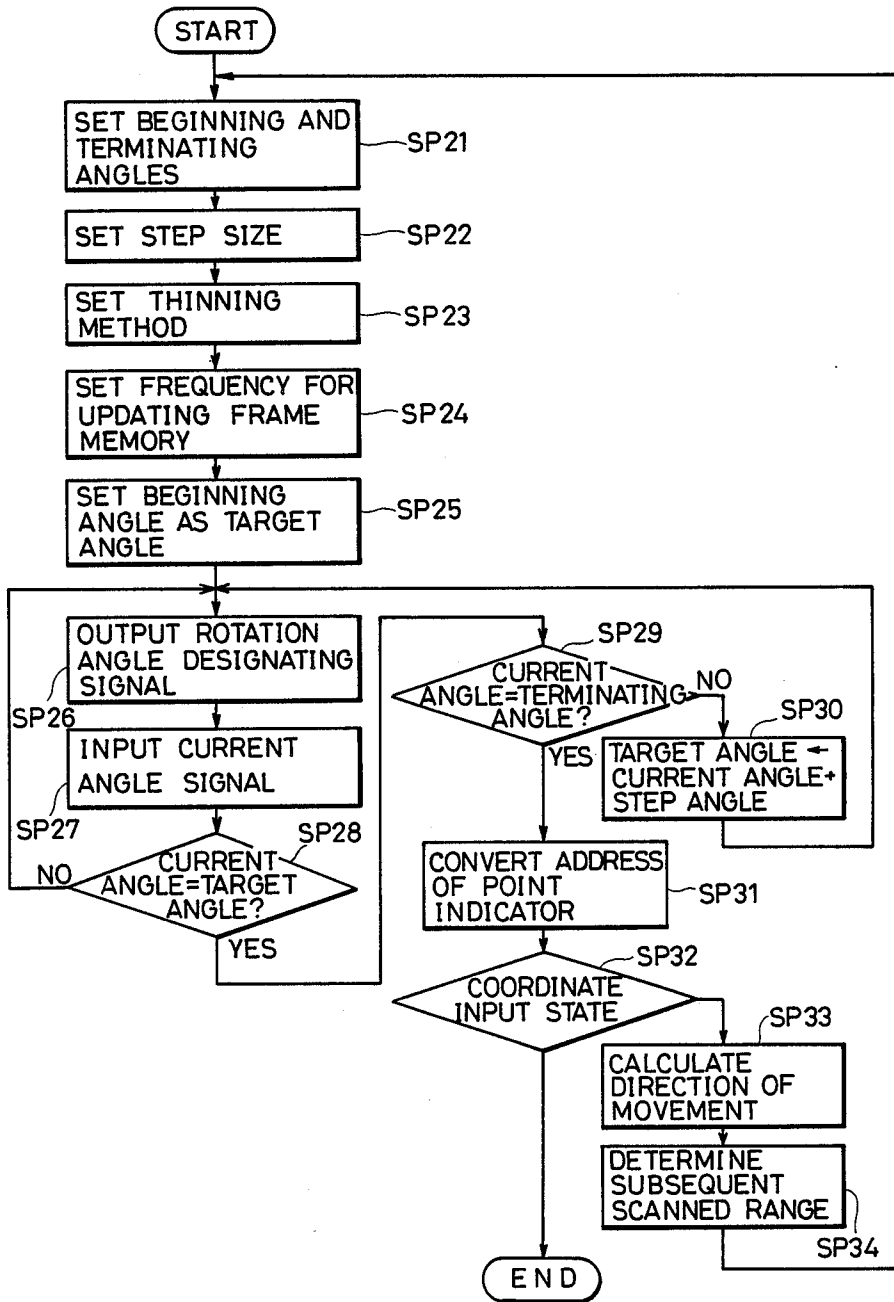 START
SET BEGINNING AND
TERMINATING
ANGLES
SP21
SET STEP SIZE
SP22
SET THINNING
METHOD
SP23
SET FREQUENCY FOR
UPDATING FRAME
MEMORY
SP24
SET BEGINNING
ANGLE AS TARGET
ANGLE
SP25
OUTPUT ROTATION
ANGLE DESIGNATING
SIGNAL
SP26
INPUT CURRENT
ANGLE SIGNAL
SP27
SP28
CURRENT
ANGLE=TARGET
ANGLE?
NO
YES
SP29
CURRENT
ANGLE=TERMINATING
ANGLE?
NO
YES
SP30
TARGET ANGLE ←
CURRENT ANGLE+
STEP ANGLE
CONVERT ADDRESS
OF POINT
INDICATOR
SP31
SP32
COORDINATE
INPUT STATE
SP33
CALCULATE
DIRECTION OF
MOVEMENT
DETERMINE
SUBSEQUENT
SCANNED RANGE
SP34
END